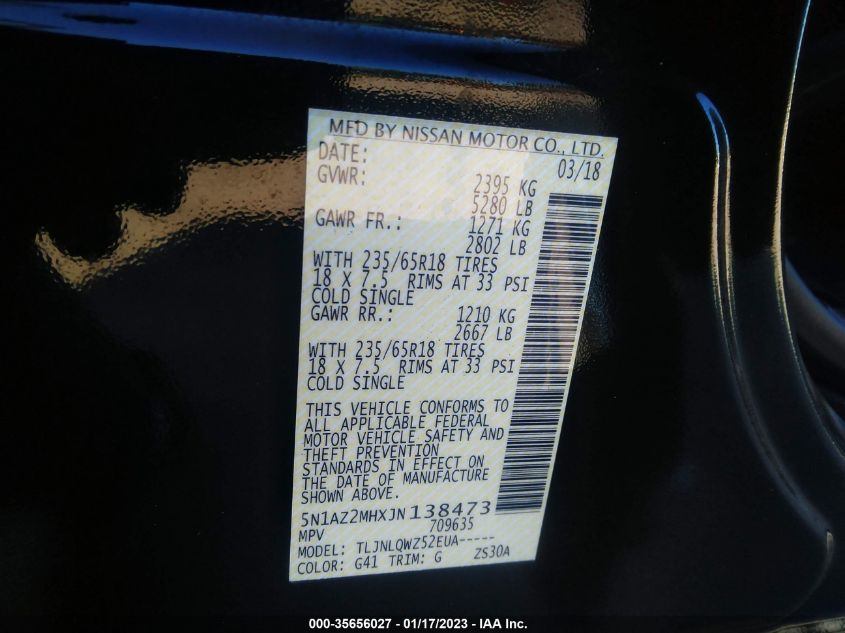 MFD BY NISSAN MOTOR CO., LTD.
DATE: 03/18
GVWR: 2395 KG
5280 LB
GAWR FR.: 1271 KG
2802 LB
WITH 235/65R18 TIRES
18 X 7.5 RIMS AT 33 PSI
COLD SINGLE
GAWR RR.: 1210 KG
2667 LB
WITH 235/65R18 TIRES
18 X 7.5 RIMS AT 33 PSI
COLD SINGLE
THIS VEHICLE CONFORMS TO
ALL APPLICABLE FEDERAL
MOTOR VEHICLE SAFETY AND
THEFT PREVENTION
STANDARDS IN EFFECT ON
THE DATE OF MANUFACTURE
SHOWN ABOVE.
5N1AZ2MHXJN138473
MPV 709635
MODEL: TLJNLQWZ52EUA-----
COLOR: G41 TRIM: G ZS30A
000-35656027 - 01/17/2023 - IAA Inc.